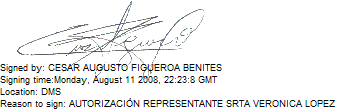 Signed by: CESAR AUGUSTO FIGUEROA BENITES
Signing time:Monday, August 11 2008, 22:23:8 GMT
Location: DMS
Reason to sign: AUTORIZACIÓN REPRESENTANTE SRTA VERONICA LOPEZ